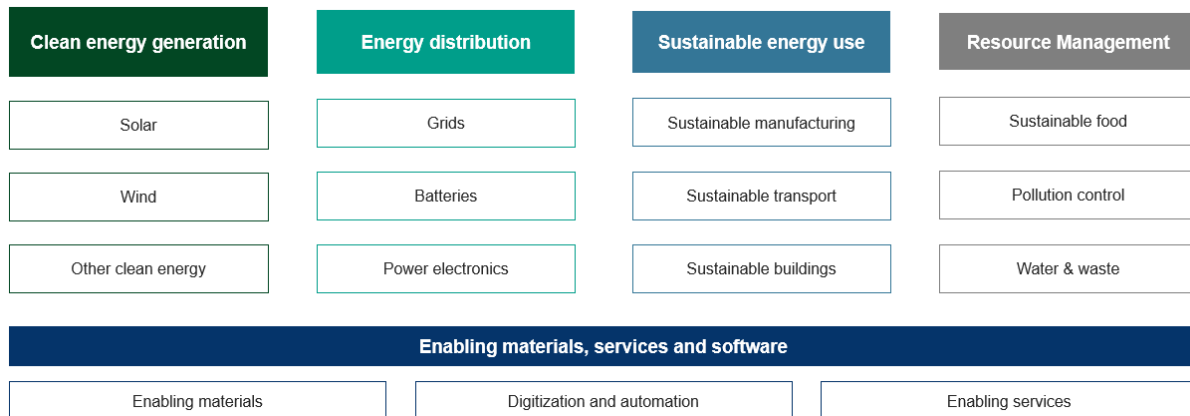 Clean energy generation
Energy distribution
Sustainable energy use
Resource Management
Solar
Grids
Sustainable manufacturing
Sustainable food
Wind
Batteries
Sustainable transport
Pollution control
Other clean energy
Power electronics
Sustainable buildings
Water & waste
Enabling materials, services and software
Enabling materials
Digitization and automation
Enabling services